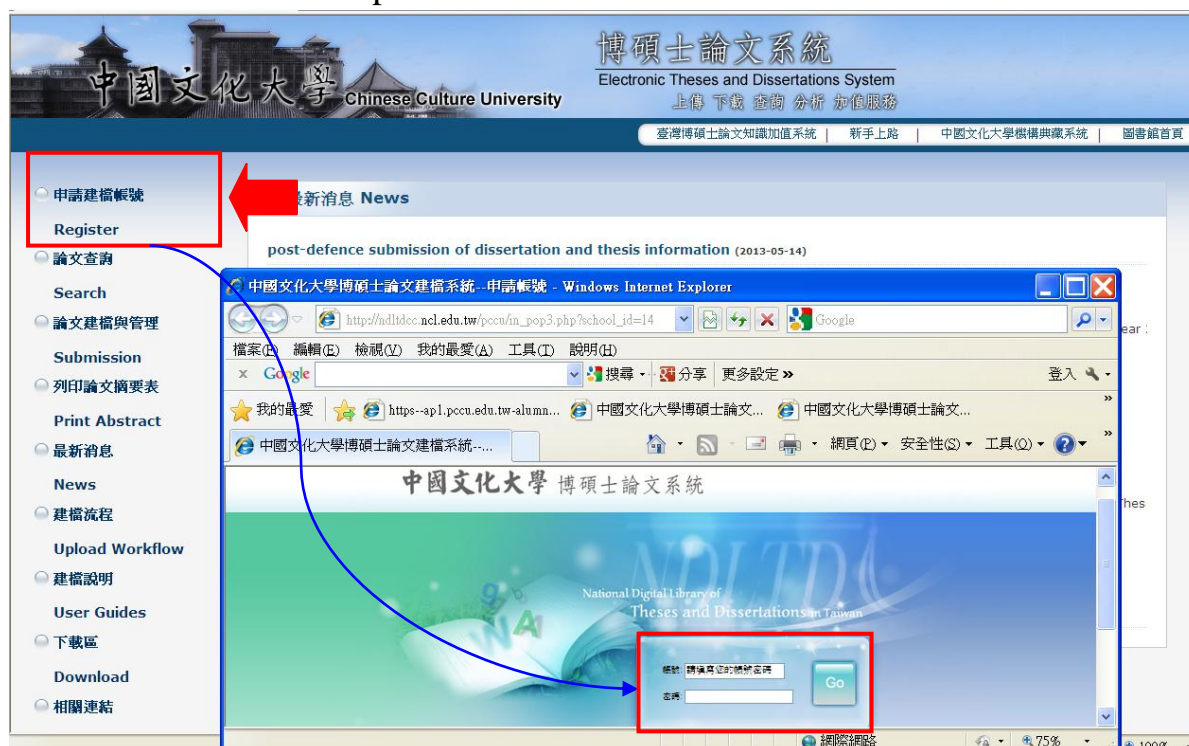 中國文化大學 Chinese Culture University
博碩士論文系統
Electronic Theses and Dissertations System
上傳 下載 查詢 分析 加值服務
臺灣博碩士論文知識加值系統 | 新手上路 | 中國文化大學機構典藏系統 | 圖書館首頁
申請建檔帳號
Register
論文查詢
Search
論文建檔與管理
Submission
列印論文摘要表
Print Abstract
最新消息
News
建檔流程
Upload Workflow
建檔說明
User Guides
下載區
Download
相關連結
最新消息 News
post-defence submission of dissertation and thesis information (2013-05-14)
ear :
Thes
中國文化大學博碩士論文建檔系統--申請帳號 - Windows Internet Explorer
http://ndltdcc.ncl.edu.tw/pccu/in_pop3.php?school_id=14
Google
檔案(F) 編輯(E) 檢視(V) 我的最愛(A) 工具(T) 說明(H)
x Google 搜尋 分享 更多設定 » 登入
我的最愛 https--ap1.pccu.edu.tw-alumn... 中國文化大學博碩士論文... 中國文化大學博碩士論文... »
中國文化大學博碩士論文建檔系統--... 網頁(P) 安全性(S) 工具(O) »
中國文化大學 博碩士論文系統
NDLTD
National Digital Library of
Theses and Dissertations in Taiwan
帳號: 請填寫您的帳號密碼
密碼:
Go
網際網路 75%
100%